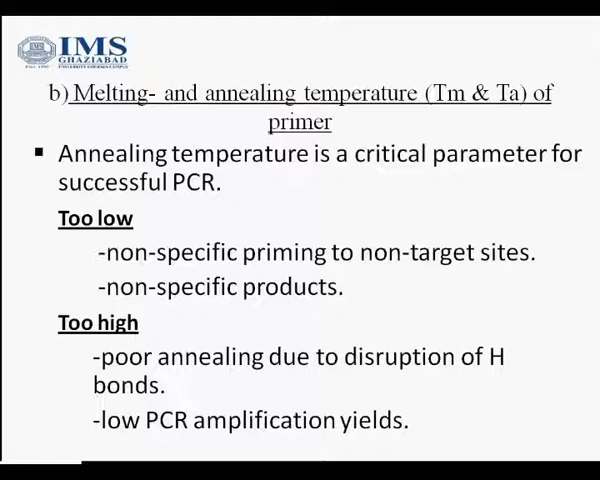 IMS
GHAZIABAD
b) Melting- and annealing temperature (Tm & Ta) of
primer
▪ Annealing temperature is a critical parameter for
successful PCR.
Too low
-non-specific priming to non-target sites.
-non-specific products.
Too high
-poor annealing due to disruption of H
bonds.
-low PCR amplification yields.